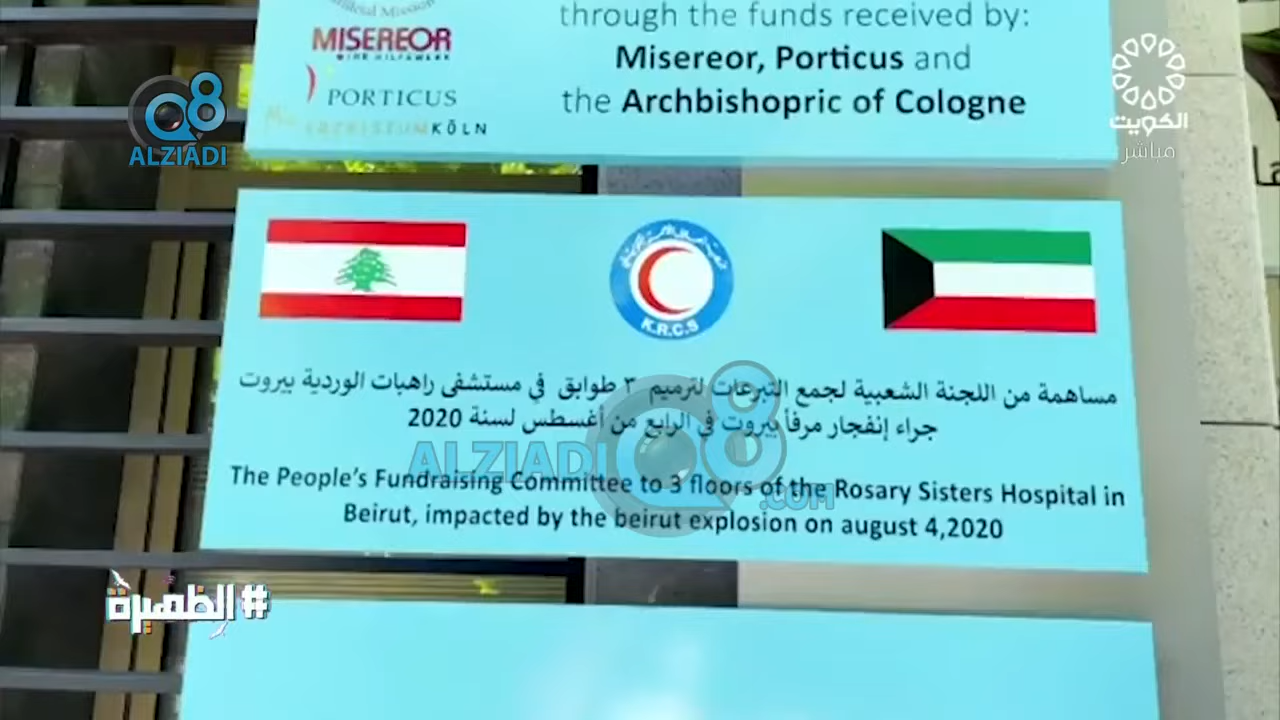 through the funds received by:
Misereor, Porticus and
the Archbishopric of Cologne
MISEREOR
PORTICUS
KÖLN
Q8
ALZIADI
الكويت
مباشر
K.R.C.S
مساهمة من اللجنة الشعبية لجمع التبرعات لترميم ٣ طوابق في مستشفى راهبات الوردية بيروت
جراء إنفجار مرفأ بيروت في الرابع من أغسطس لسنة 2020
The People's Fundraising Committee to 3 floors of the Rosary Sisters Hospital in
Beirut, impacted by the beirut explosion on august 4,2020
ALZIADIQ8.com
#الظهيرة